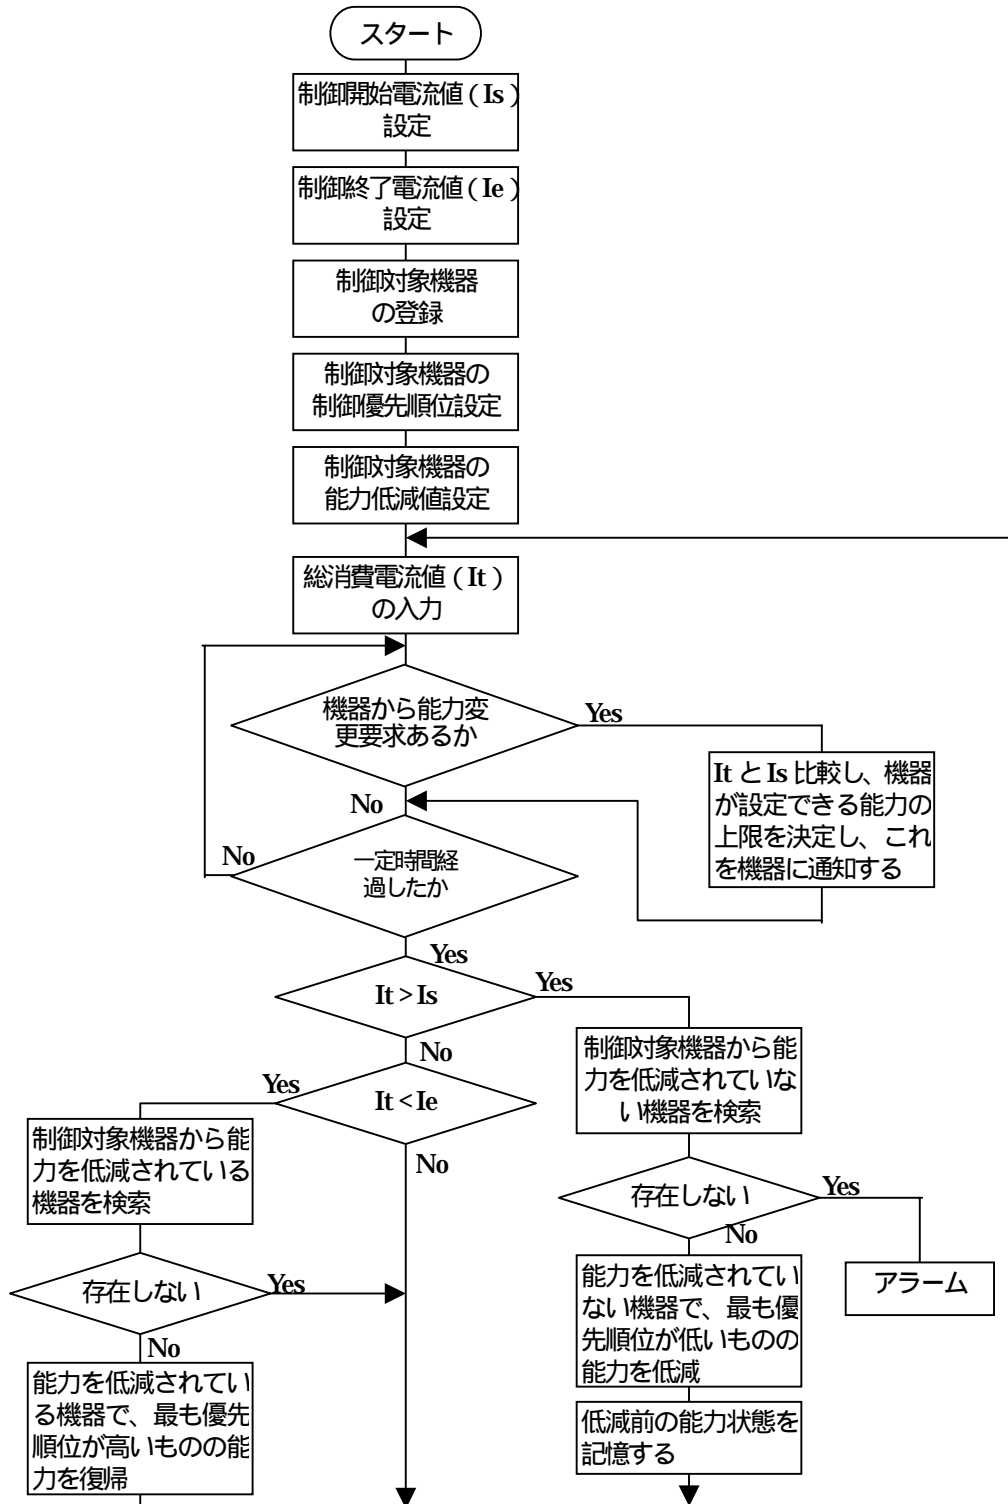 スタート
制御開始電流値（Is）
設定
制御終了電流値（Ie）
設定
制御対象機器
の登録
制御対象機器の
制御優先順位設定
制御対象機器の
能力低減値設定
総消費電流値（It）
の入力
機器から能力変
更要求あるか
Yes
It と Is 比較し、機器
が設定できる能力の
上限を決定し、これ
を機器に通知する
No
一定時間経
過したか
No
Yes
It > Is
Yes
No
It < Ie
Yes
No
制御対象機器から能
力を低減されていな
い機器を検索
存在しない
Yes
No
アラーム
能力を低減されてい
ない機器で、最も優
先順位が低いものの
能力を低減
低減前の能力状態を
記憶する
制御対象機器から能
力を低減されている
機器を検索
存在しない
Yes
No
能力を低減されてい
る機器で、最も優先
順位が高いものの能
力を復帰